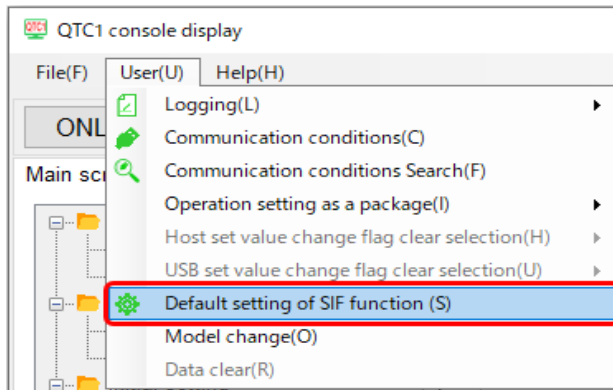 QTC1 console display
File(F) User(U) Help(H)
Logging(L)
ONL
Communication conditions(C)
Communication conditions Search(F)
Main scr
Operation setting as a package(I)
Host set value change flag clear selection(H)
USB set value change flag clear selection(U)
Default setting of SIF function (S)
Model change(O)
Data clear(R)